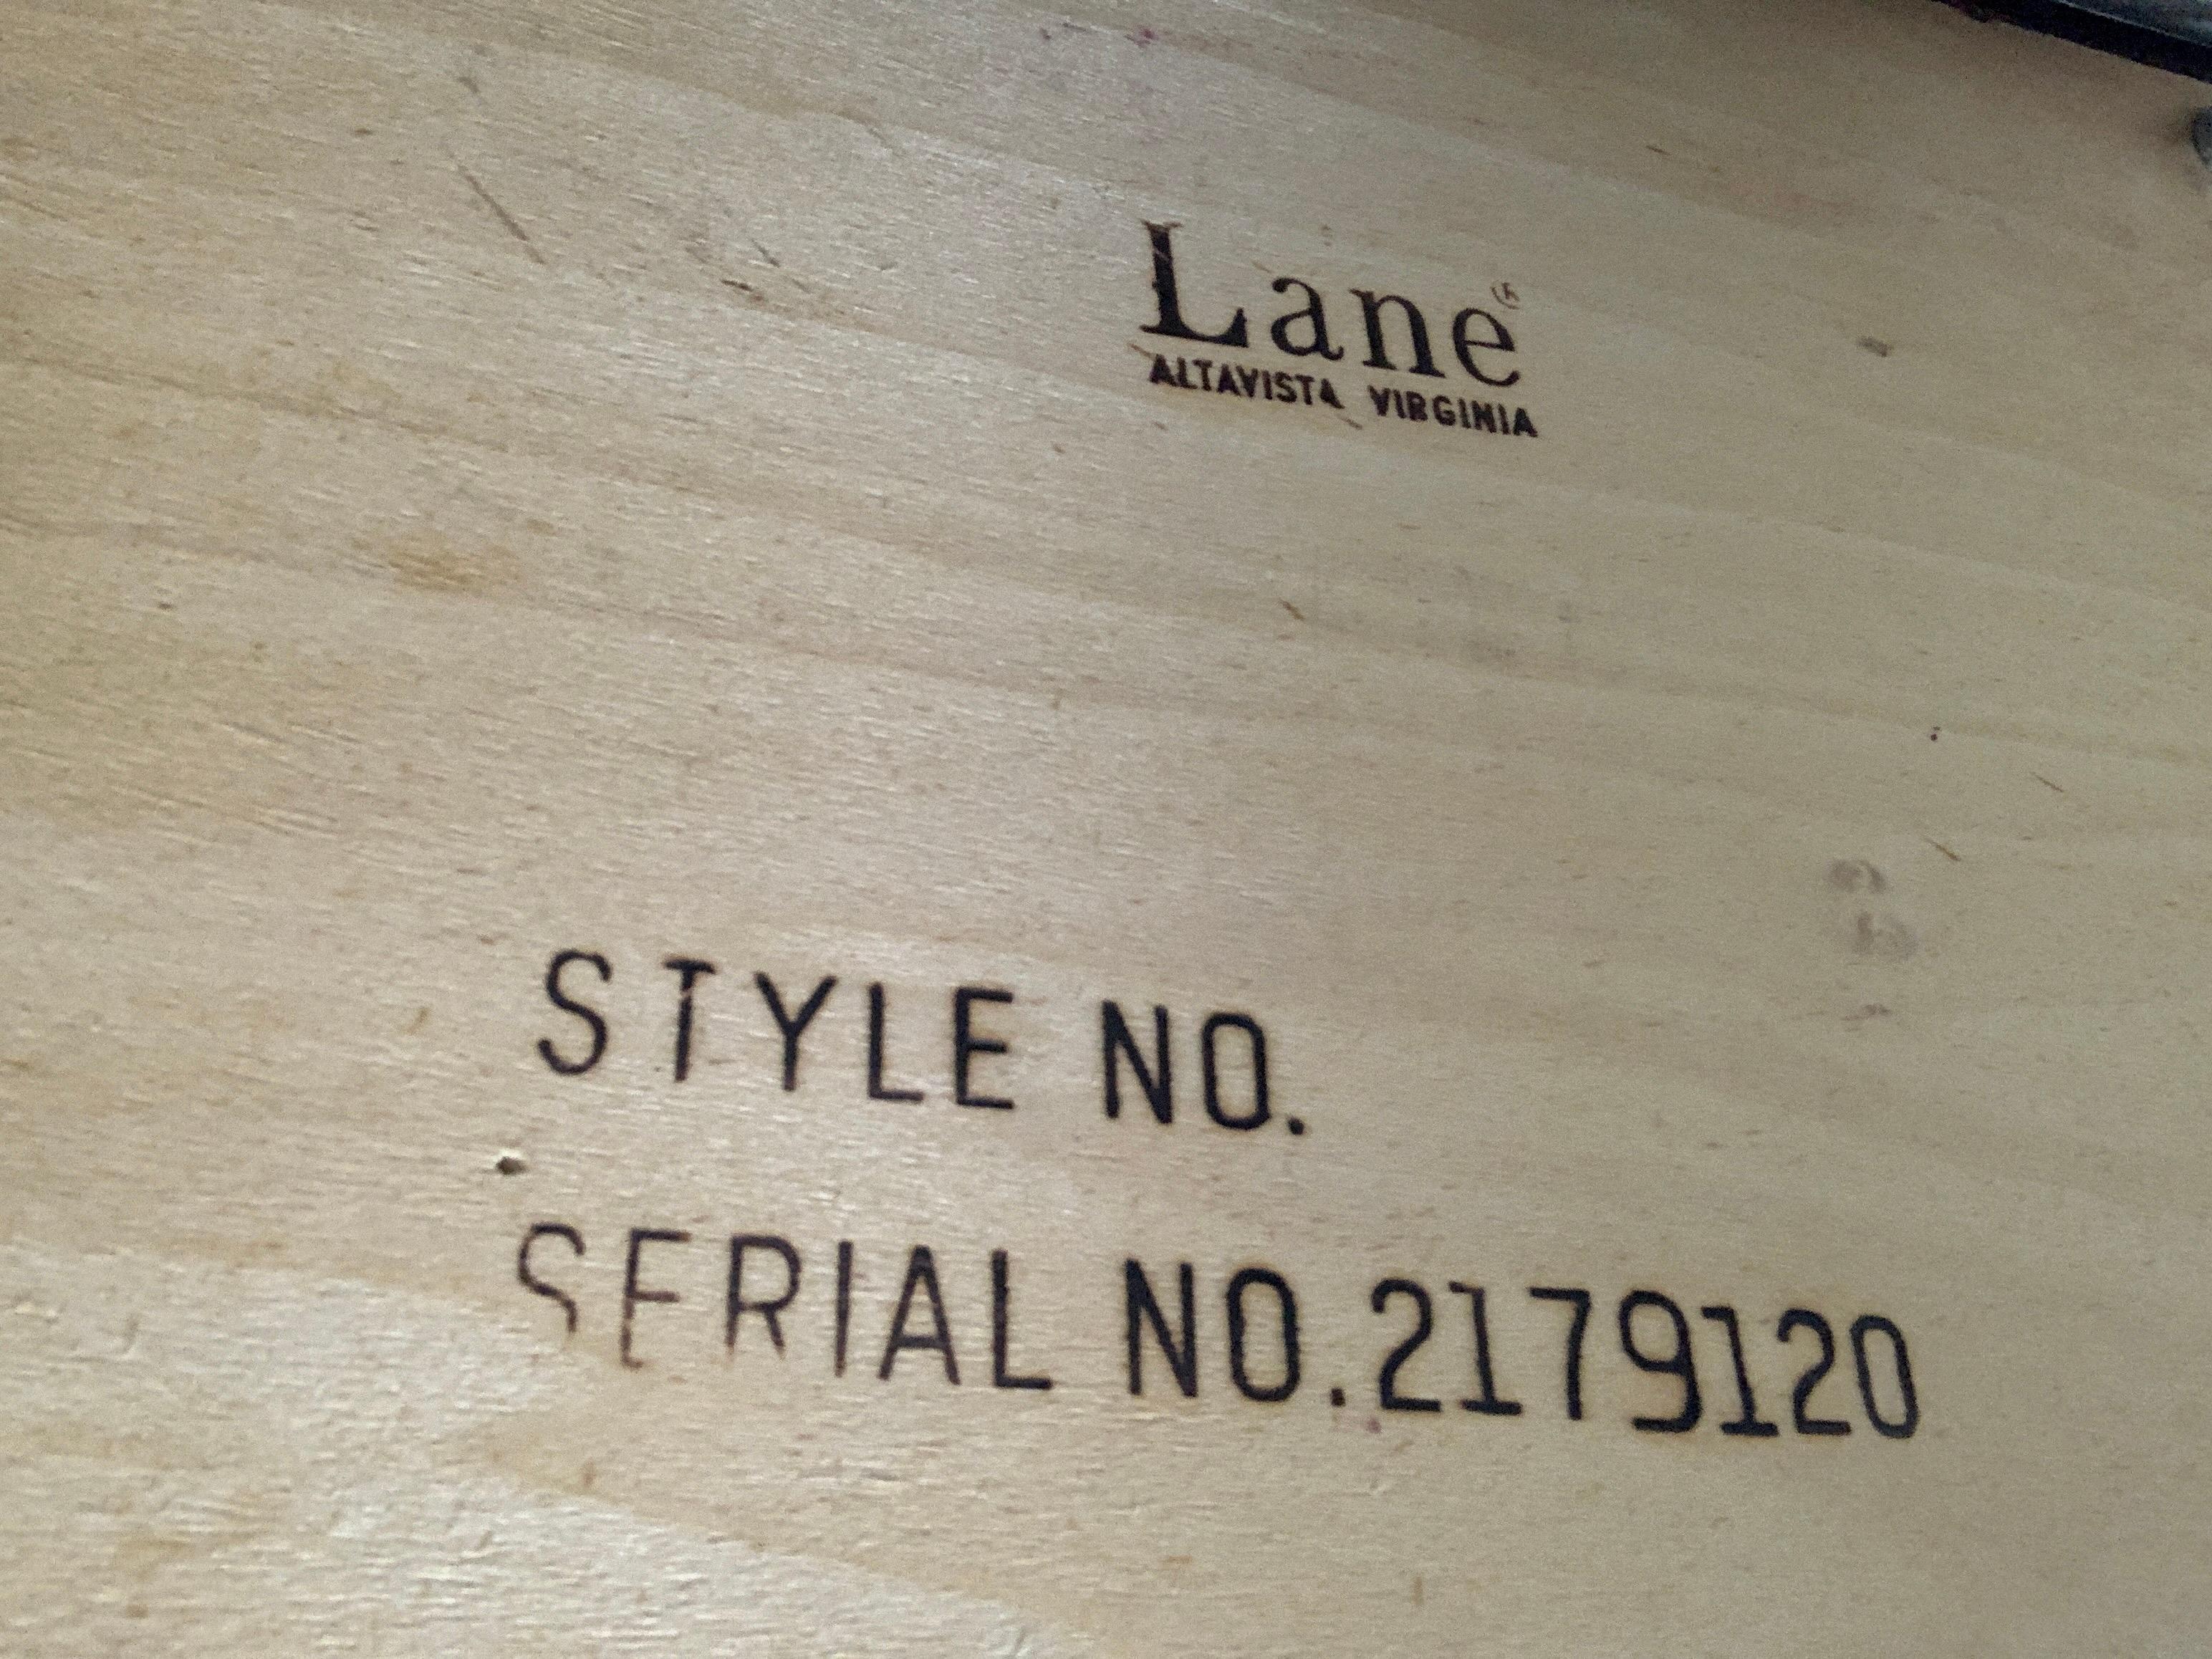 Lane®
ALTAVISTA VIRGINIA
STYLE NO.
SERIAL NO. 2179120